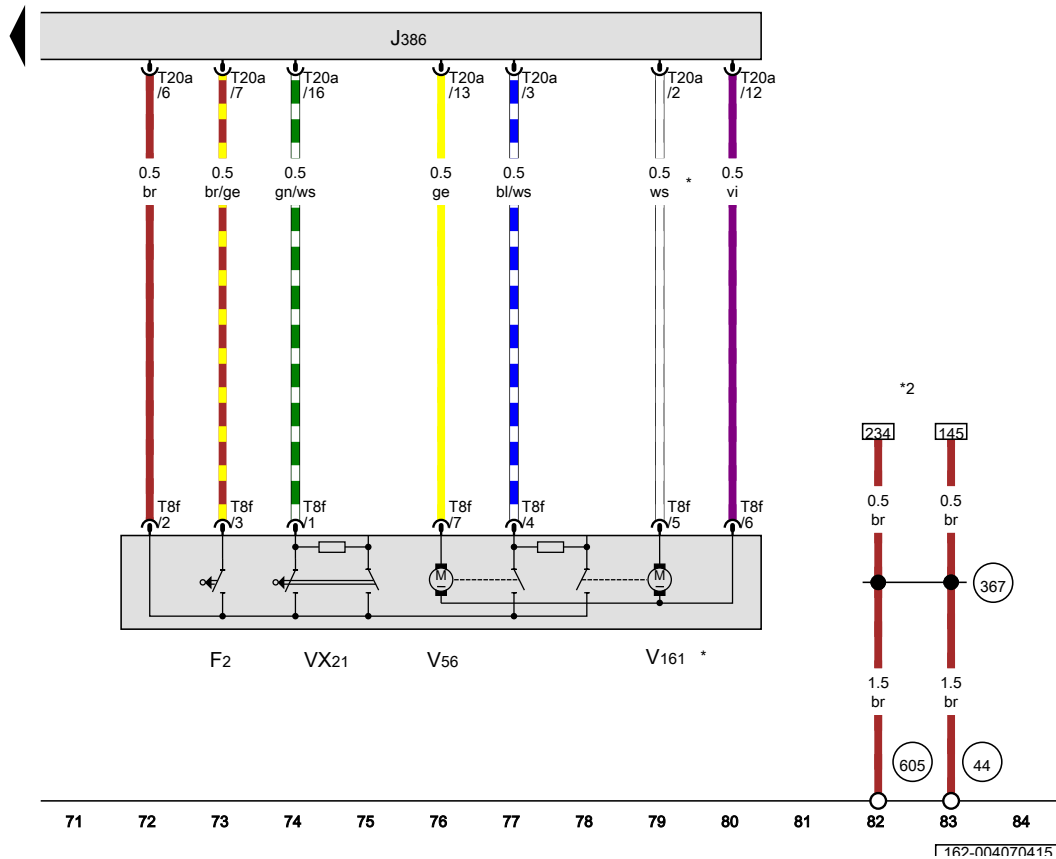 J386
T20a T20a T20a T20a T20a T20a T20a
/6 /7 /16 /13 /3 /2 /12
0.5 0.5 0.5 0.5 0.5 0.5 0.5
br br/ge gn/ws ge bl/ws ws * vi
*2
234 145
0.5 0.5
br br
T8f T8f T8f T8f T8f T8f T8f
/2 /3 /1 /7 /4 /5 /6
M M
367
F2 VX21 V56 V161 *
1.5 1.5
br br
605 44
71 72 73 74 75 76 77 78 79 80 81 82 83 84
162-004070415